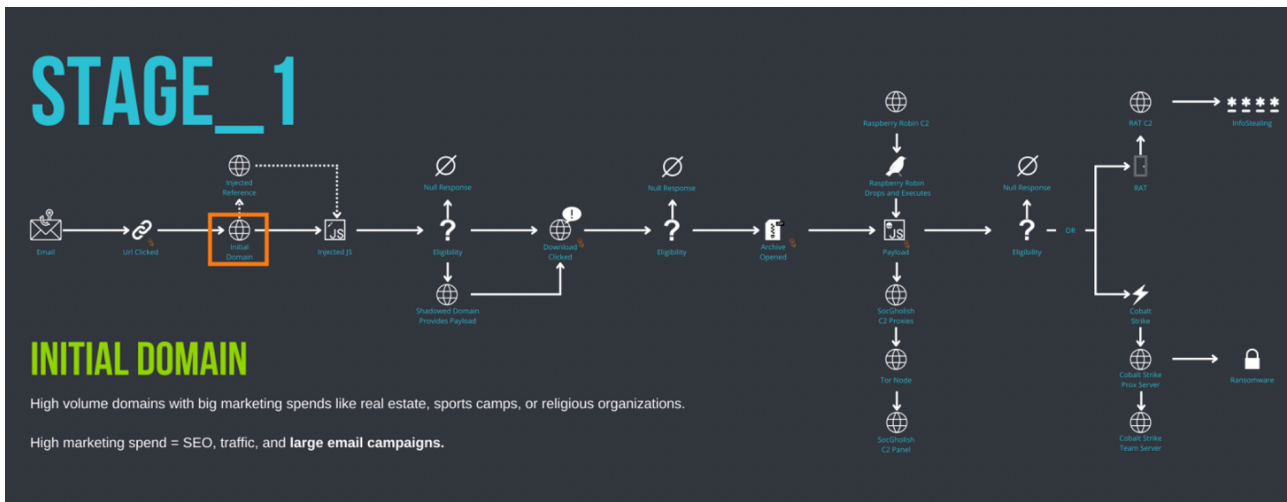 STAGE_1
Email
Url Clicked
Injected
Reference
Initial
Domain
JS
Injected JS
Null Response
?
Eligibility
Shadowed Domain
Provides Payload
!
Download
Clicked
Null Response
?
Eligibility
Archive
Opened
Raspberry Robin C2
Raspberry Robin
Drops and Executes
JS
Payload
SocGholish
C2 Proxies
Tor Node
SocGholish
C2 Panel
Null Response
?
Eligibility
OR
RAT C2
InfoStealing
RAT
Cobalt
Strike
Cobalt Strike
Prox Server
Ransomware
Cobalt Strike
Team Server
INITIAL DOMAIN
High volume domains with big marketing spends like real estate, sports camps, or religious organizations.
High marketing spend = SEO, traffic, and large email campaigns.